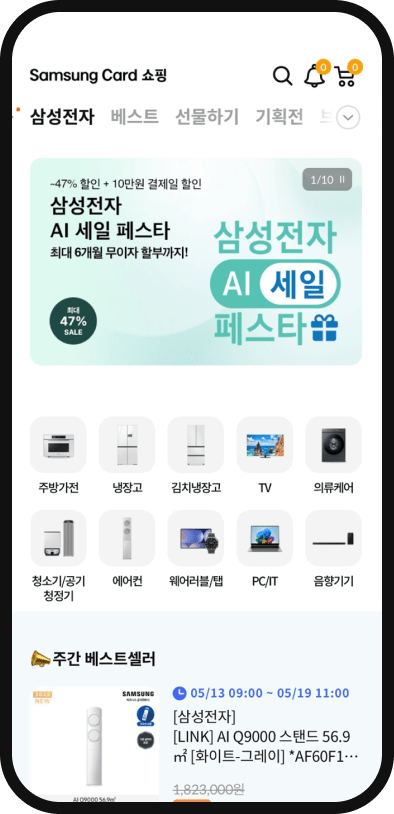 Samsung Card 쇼핑
0
0
삼성전자 베스트 선물하기 기획전
~47% 할인 + 10만원 결제일 할인
1/10
삼성전자
AI 세일 페스타
최대 6개월 무이자 할부까지!
삼성전자
AI 세일
페스타
최대
47%
SALE
주방가전 냉장고 김치냉장고 TV 의류케어
청소기/공기청정기 에어컨 웨어러블/탭 PC/IT 음향기기
주간 베스트셀러
NEW
SAMSUNG
05/13 09:00 ~ 05/19 11:00
[삼성전자]
[LINK] AI Q9000 스탠드 56.9
㎡ [화이트-그레이] *AF60F1…
1,823,000원
AI Q9000 56.9㎡